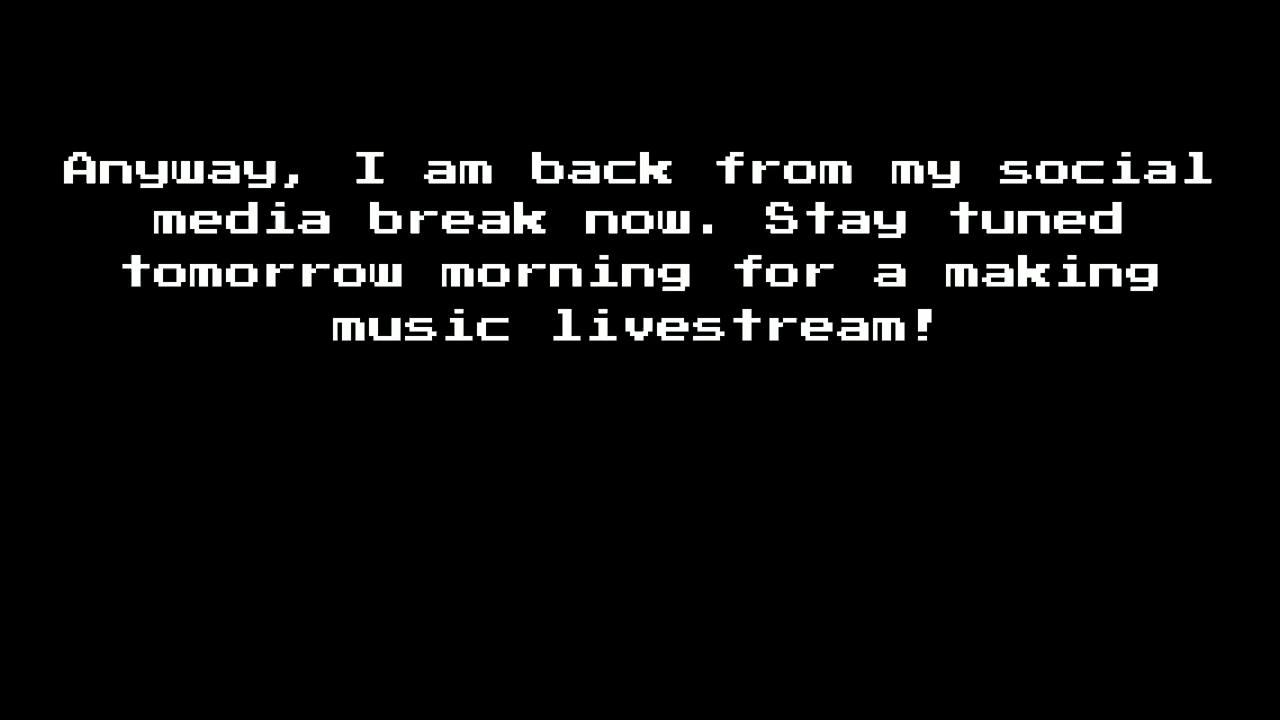 Anyway, I am back from my social
media break now. Stay tuned
tomorrow morning for a making
music livestream!